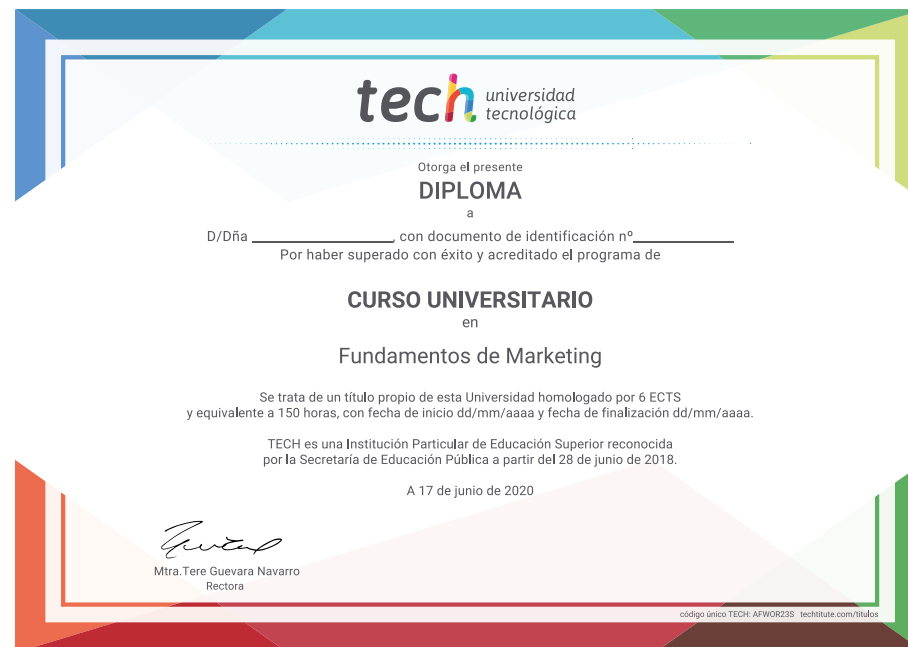 tech universidad
tecnológica
Otorga el presente
DIPLOMA
a
D/Dña ____________________, con documento de identificación nº______________
Por haber superado con éxito y acreditado el programa de
CURSO UNIVERSITARIO
en
Fundamentos de Marketing
Se trata de un título propio de esta Universidad homologado por 6 ECTS
y equivalente a 150 horas, con fecha de inicio dd/mm/aaaa y fecha de finalización dd/mm/aaaa.
TECH es una Institución Particular de Educación Superior reconocida
por la Secretaría de Educación Pública a partir del 28 de junio de 2018.
A 17 de junio de 2020
Mtra.Tere Guevara Navarro
Rectora
código único TECH: AFWOR23S techtitute.com/titulos